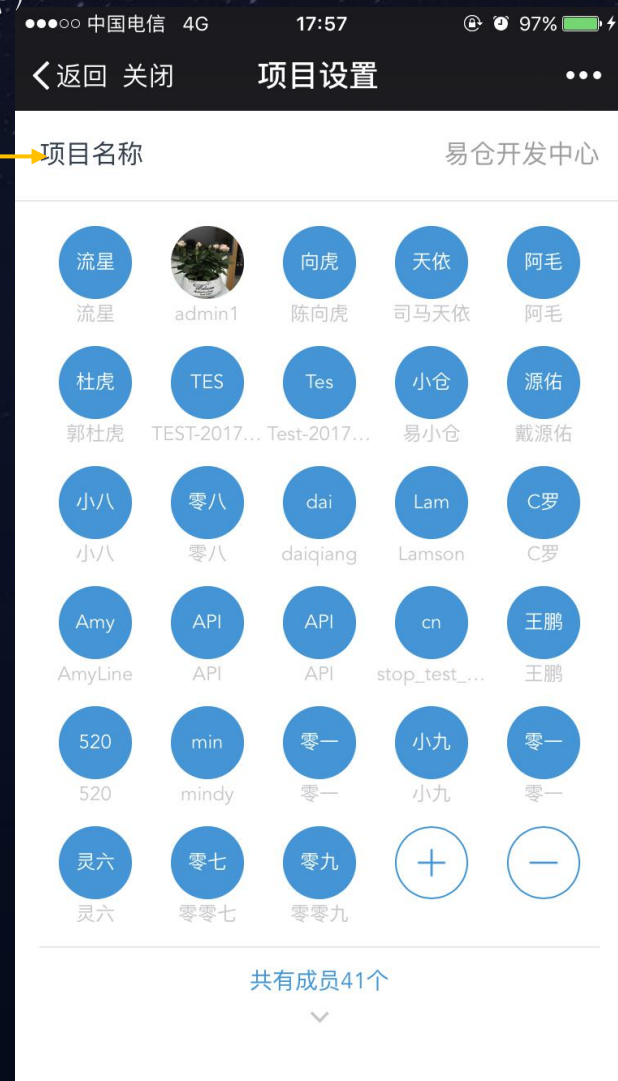 中国电信 4G 17:57 97%
返回 关闭 项目设置
项目名称 易仓开发中心
流星 向虎 天依 阿毛
流星 admin1 陈向虎 司马天依 阿毛
杜虎 TES Tes 小仓 源佑
郭杜虎 TEST-2017... Test-2017... 易小仓 戴源佑
小八 零八 dai Lam C罗
小八 零八 daiqiang Lamson C罗
Amy API API cn 王鹏
AmyLine API API stop_test_... 王鹏
520 min 零一 小九 零一
520 mindy 零一 小九 零一
灵六 零七 零九
灵六 零零七 零零九
共有成员41个